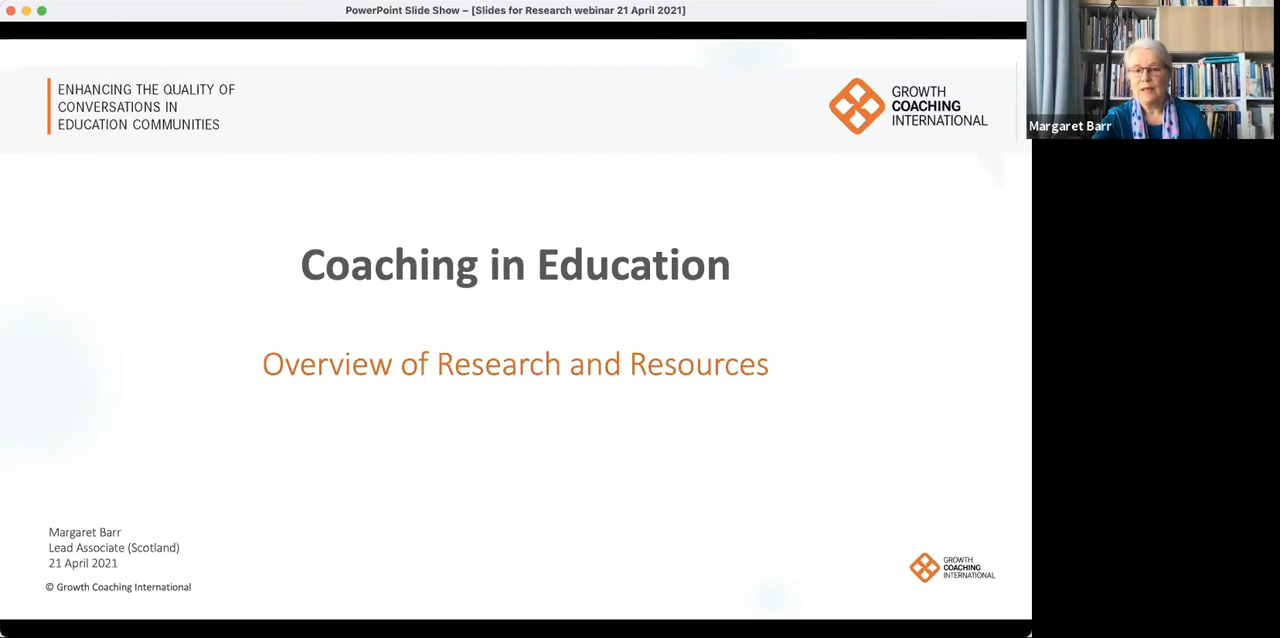 PowerPoint Slide Show – [Slides for Research webinar 21 April 2021]
ENHANCING THE QUALITY OF
CONVERSATIONS IN
EDUCATION COMMUNITIES
GROWTH
COACHING
INTERNATIONAL
Margaret Barr
Coaching in Education
Overview of Research and Resources
Margaret Barr
Lead Associate (Scotland)
21 April 2021
© Growth Coaching International
GROWTH
COACHING
INTERNATIONAL